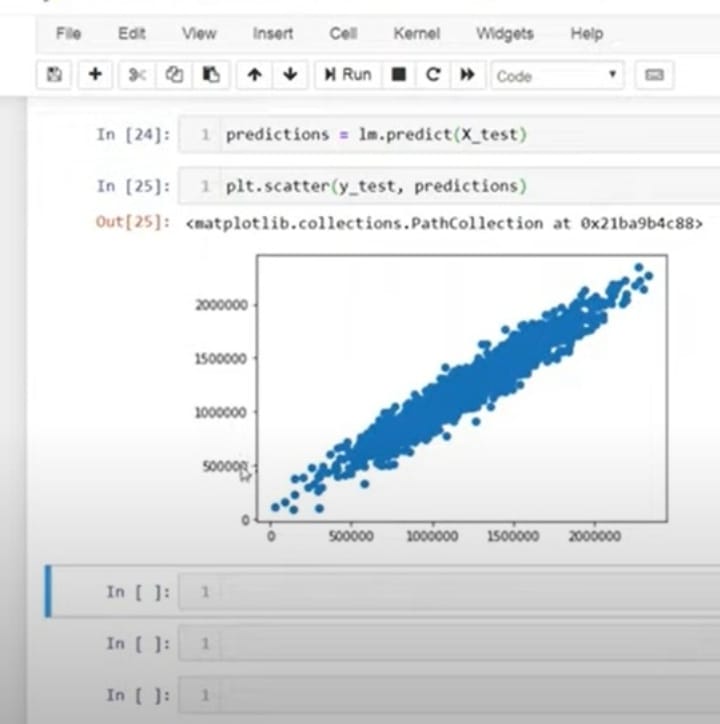 File Edit View Insert Cell Kernel Widgets Help
Run Code
In [24]: 1 predictions = lm.predict(X_test)
In [25]: 1 plt.scatter(y_test, predictions)
Out[25]: <matplotlib.collections.PathCollection at 0x21ba9b4c88>
2000000
1500000
1000000
500000
0
0 500000 1000000 1500000 2000000
In [ ]: 1
In [ ]: 1
In [ ]: 1